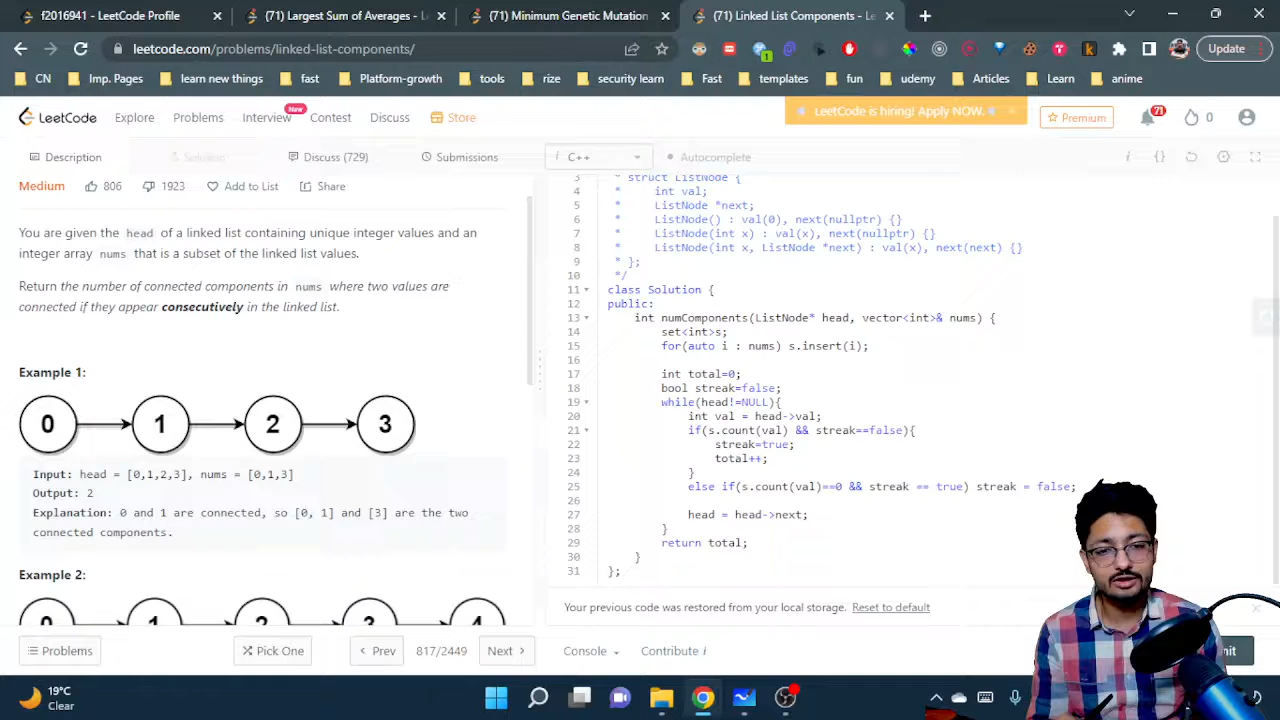 f2016941 - LeetCode Profile
(71) Largest Sum of Averages - Le
(71) Minimum Genetic Mutation
(71) Linked List Components - Le
leetcode.com/problems/linked-list-components/
1
Update
CN
Imp. Pages
learn new things
fast
Platform-growth
tools
rize
security learn
Fast
templates
fun
udemy
Articles
Learn
anime
LeetCode
Explore
Problems
Interview
New
Contest
Discuss
Store
LeetCode is hiring! Apply NOW.
Premium
71
0
Description
Solution
Discuss (729)
Submissions
i C++
Autocomplete
Medium
806
1923
Add to List
Share
You are given the head of a linked list containing unique integer values and an
integer array nums that is a subset of the linked list values.
Return the number of connected components in nums where two values are
connected if they appear consecutively in the linked list.
Example 1:
0
1
2
3
Input: head = [0,1,2,3], nums = [0,1,3]
Output: 2
Explanation: 0 and 1 are connected, so [0, 1] and [3] are the two
connected components.
Example 2:
0
1
2
3
4
3 * struct ListNode {
4 * int val;
5 * ListNode *next;
6 * ListNode() : val(0), next(nullptr) {}
7 * ListNode(int x) : val(x), next(nullptr) {}
8 * ListNode(int x, ListNode *next) : val(x), next(next) {}
9 * };
10 */
11 class Solution {
12 public:
13 int numComponents(ListNode* head, vector<int>& nums) {
14 set<int>s;
15 for(auto i : nums) s.insert(i);
16
17 int total=0;
18 bool streak=false;
19 while(head!=NULL){
20 int val = head->val;
21 if(s.count(val) && streak==false){
22 streak=true;
23 total++;
24 }
25 else if(s.count(val)==0 && streak == true) streak = false;
26
27 head = head->next;
28 }
29 return total;
30 }
31 };
Your previous code was restored from your local storage. Reset to default
Problems
Pick One
Prev
817/2449
Next
Console
Contribute i
19°C
Clear